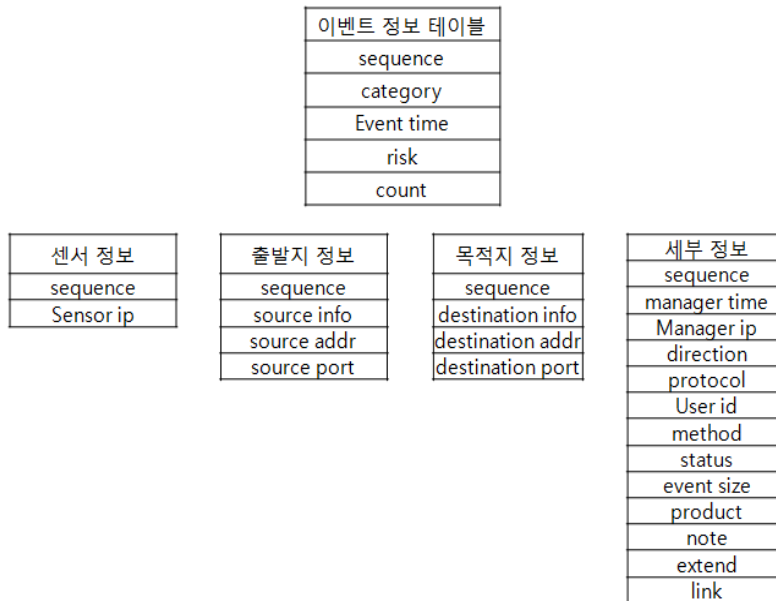 이벤트 정보 테이블
sequence
category
Event time
risk
count
센서 정보
sequence
Sensor ip
출발지 정보
sequence
source info
source addr
source port
목적지 정보
sequence
destination info
destination addr
destination port
세부 정보
sequence
manager time
Manager ip
direction
protocol
User id
method
status
event size
product
note
extend
link